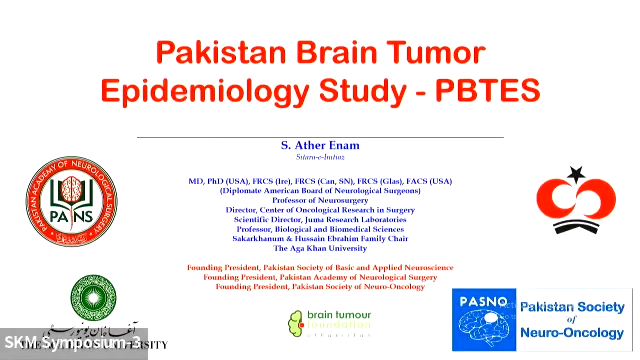 Pakistan Brain Tumor
Epidemiology Study - PBTES
S. Ather Enam
Sitara-e-Imtiaz
MD, PhD (USA), FRCS (Ire), FRCS (Can, SN), FRCS (Glas), FACS (USA)
(Diplomate American Board of Neurological Surgeons)
Professor of Neurosurgery
Director, Center of Oncological Research in Surgery
Scientific Director, Juma Research Laboratories
Professor, Biological and Biomedical Sciences
Sakarkhanum & Hussain Ebrahim Family Chair
The Aga Khan University
Founding President, Pakistan Society of Basic and Applied Neuroscience
Founding President, Pakistan Academy of Neurological Surgery
Founding President, Pakistan Society of Neuro-Oncology
PAKISTAN ACADEMY OF NEUROLOGICAL SURGERY
PANS
brain tumour
foundation
PASNO
Pakistan Society
of
Neuro-Oncology
SKM Symposium-3